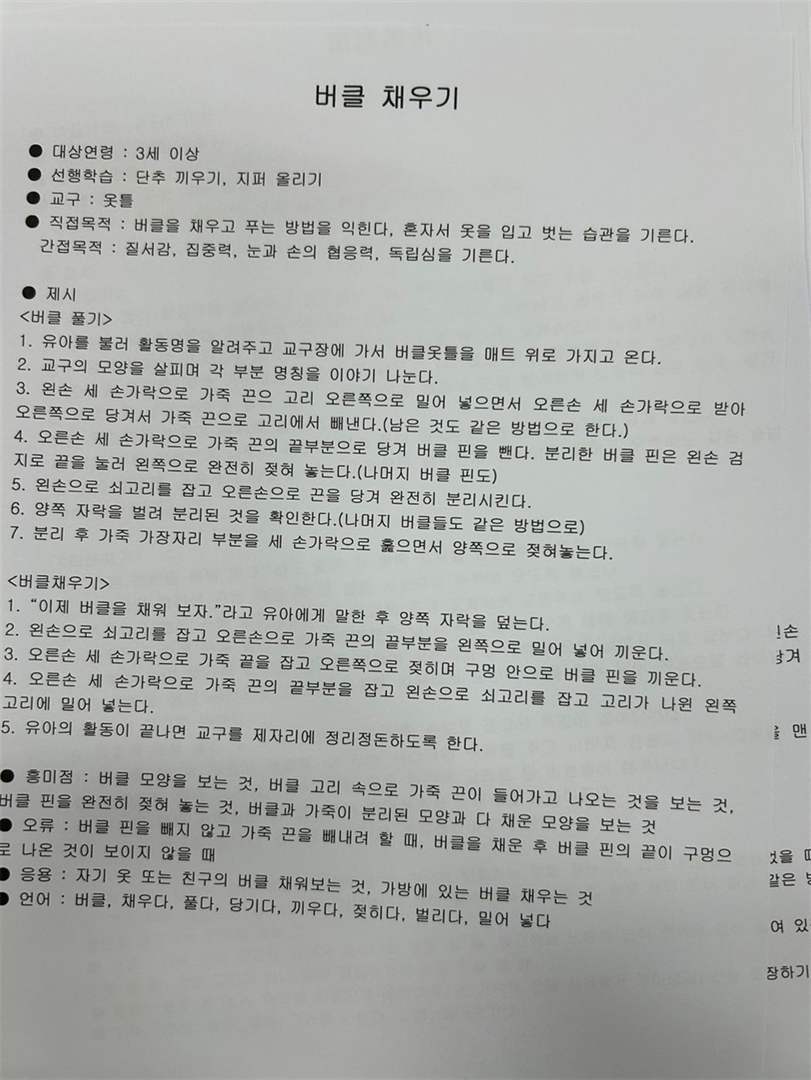 버클 채우기
● 대상연령 : 3세 이상
● 선행학습 : 단추 끼우기, 지퍼 올리기
● 교구 : 옷틀
● 직접목적 : 버클을 채우고 푸는 방법을 익힌다, 혼자서 옷을 입고 벗는 습관을 기른다.
간접목적 : 질서감, 집중력, 눈과 손의 협응력, 독립심을 기른다.
● 제시
<버클 풀기>
1. 유아를 불러 활동명을 알려주고 교구장에 가서 버클옷틀을 매트 위로 가지고 온다.
2. 교구의 모양을 살피며 각 부분 명칭을 이야기 나눈다.
3. 왼손 세 손가락으로 가죽 끈으 고리 오른쪽으로 밀어 넣으면서 오른손 세 손가락으로 받아
오른쪽으로 당겨서 가죽 끈으로 고리에서 빼낸다.(남은 것도 같은 방법으로 한다.)
4. 오른손 세 손가락으로 가죽 끈의 끝부분으로 당겨 버클 핀을 뺀다. 분리한 버클 핀은 왼손 검
지로 끝을 눌러 왼쪽으로 완전히 젖혀 놓는다.(나머지 버클 핀도)
5. 왼손으로 쇠고리를 잡고 오른손으로 끈을 당겨 완전히 분리시킨다.
6. 양쪽 자락을 벌려 분리된 것을 확인한다.(나머지 버클들도 같은 방법으로)
7. 분리 후 가죽 가장자리 부분을 세 손가락으로 훑으면서 양쪽으로 젖혀놓는다.
<버클채우기>
1. “이제 버클을 채워 보자.”라고 유아에게 말한 후 양쪽 자락을 덮는다.
2. 왼손으로 쇠고리를 잡고 오른손으로 가죽 끈의 끝부분을 왼쪽으로 밀어 넣어 끼운다.
3. 오른손 세 손가락으로 가죽 끝을 잡고 오른쪽으로 젖히며 구멍 안으로 버클 핀을 끼운다.
4. 오른손 세 손가락으로 가죽 끈의 끝부분을 잡고 왼손으로 쇠고리를 잡고 고리가 나윈 왼쪽
고리에 밀어 넣는다.
5. 유아의 활동이 끝나면 교구를 제자리에 정리정돈하도록 한다.
● 흥미점 : 버클 모양을 보는 것, 버클 고리 속으로 가죽 끈이 들어가고 나오는 것을 보는 것,
버클 핀을 완전히 젖혀 놓는 것, 버클과 가죽이 분리된 모양과 다 채운 모양을 보는 것
● 오류 : 버클 핀을 빼지 않고 가죽 끈을 빼내려 할 때, 버클을 채운 후 버클 핀의 끝이 구멍으
로 나온 것이 보이지 않을 때
● 응용 : 자기 옷 또는 친구의 버클 채워보는 것, 가방에 있는 버클 채우는 것
● 언어 : 버클, 채우다, 풀다, 당기다, 끼우다, 젖히다, 벌리다, 밀어 넣다